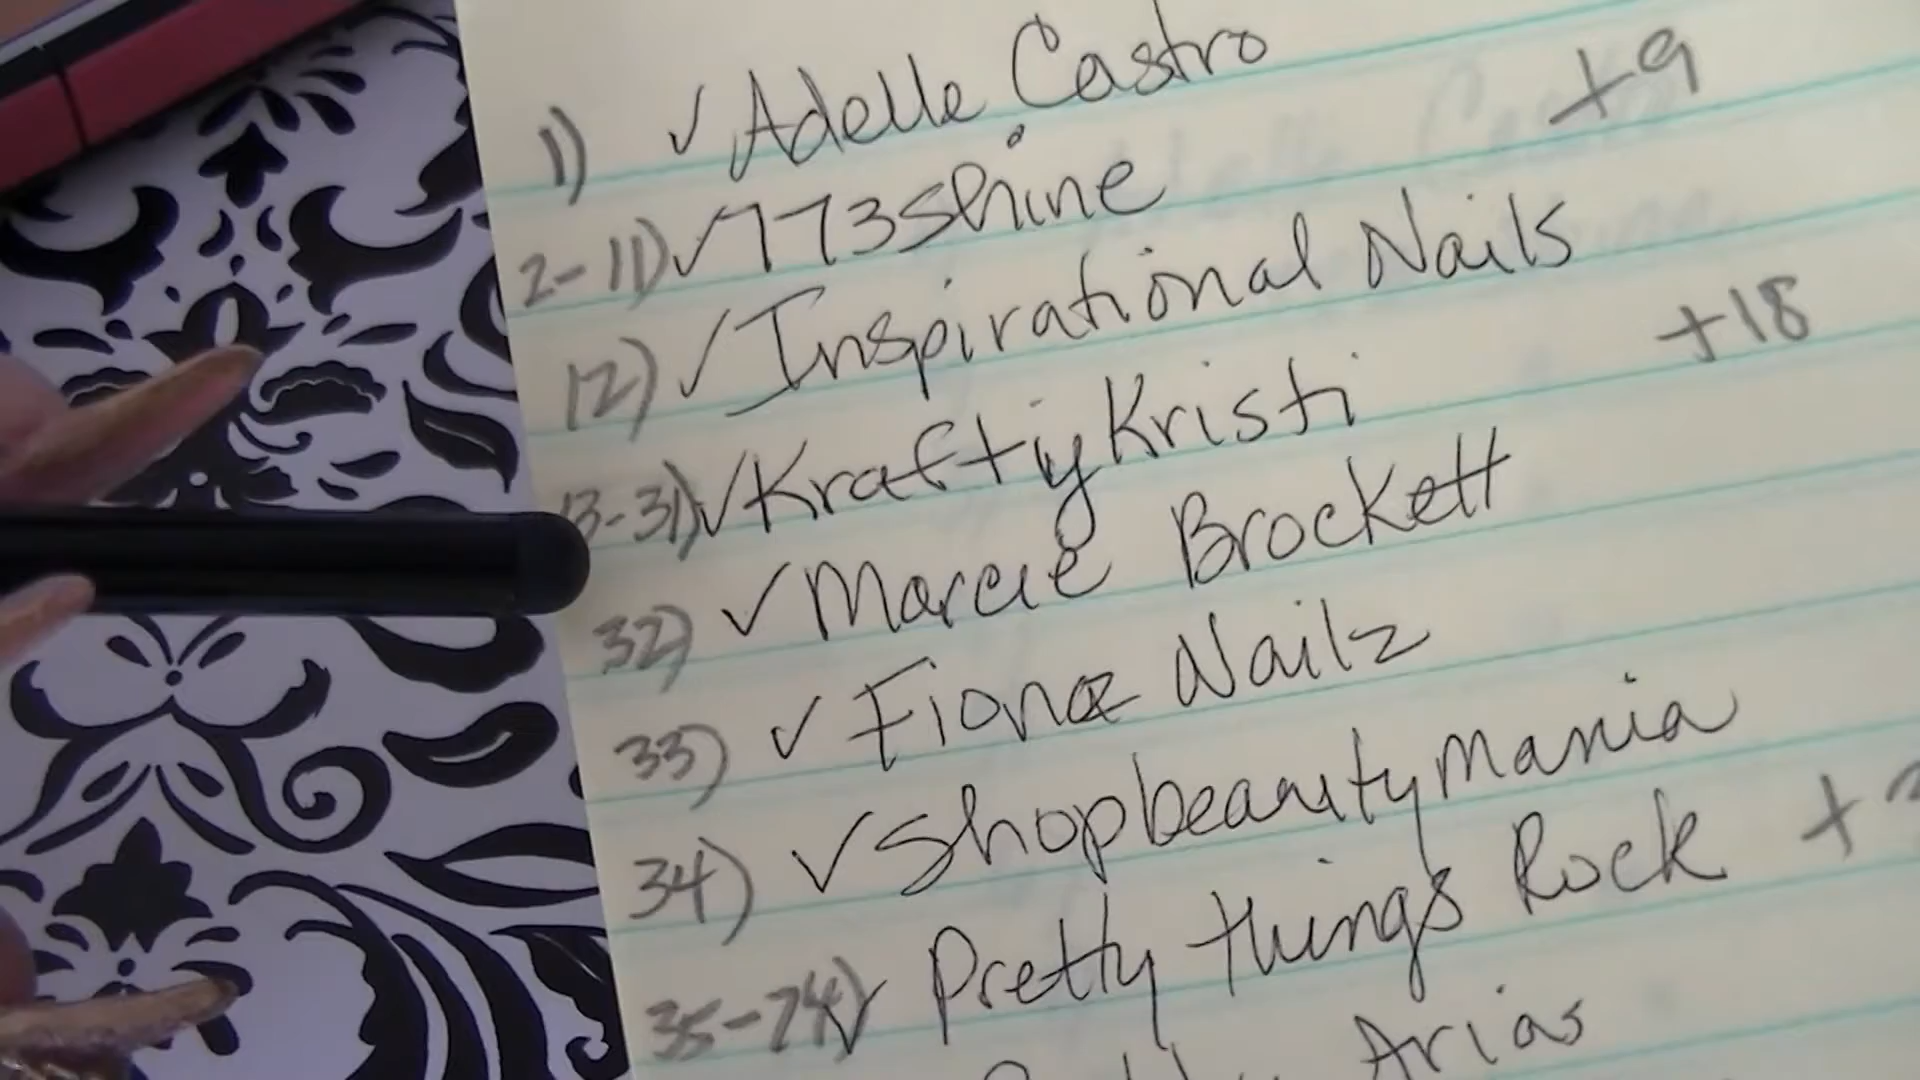 1) ✓ Adelle Castro
2-11) ✓ 773shine +9
12) ✓ Inspirational Nails
13-31) ✓ KraftyKristi +18
32) ✓ Marcie Brockett
33) ✓ Fiona Nailz
34) ✓ Shopbeautymania
35-74) ✓ Pretty Things Rock +
Arias